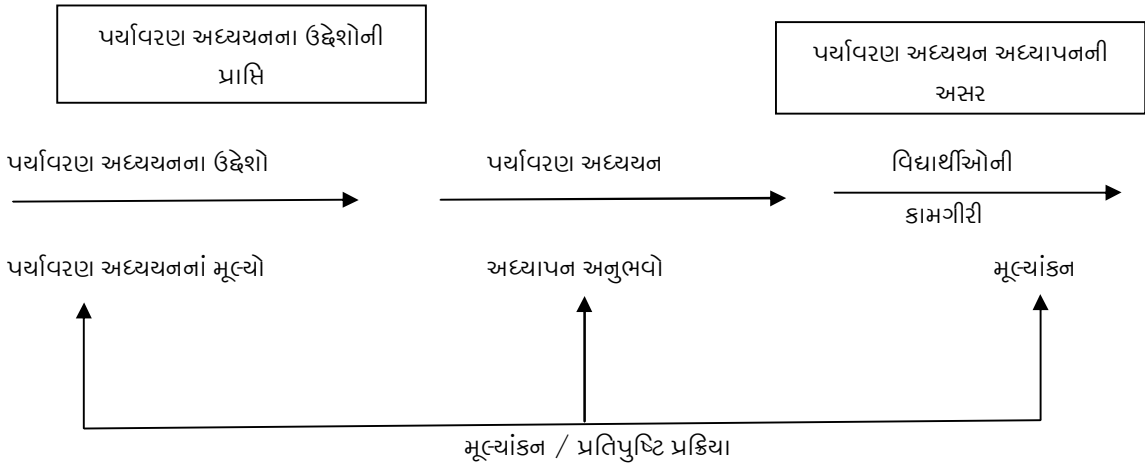 પર્યાવરણ અધ્યયનના ઉદ્દેશોની
પ્રાપ્તિ
પર્યાવરણ અધ્યયન અધ્યાપનની
અસર
પર્યાવરણ અધ્યયનના ઉદ્દેશો
પર્યાવરણ અધ્યયન
વિદ્યાર્થીઓની
કામગીરી
પર્યાવરણ અધ્યયનનાં મૂલ્યો
અધ્યાપન અનુભવો
મૂલ્યાંકન
મૂલ્યાંકન / પ્રતિપુષ્ટિ પ્રક્રિયા